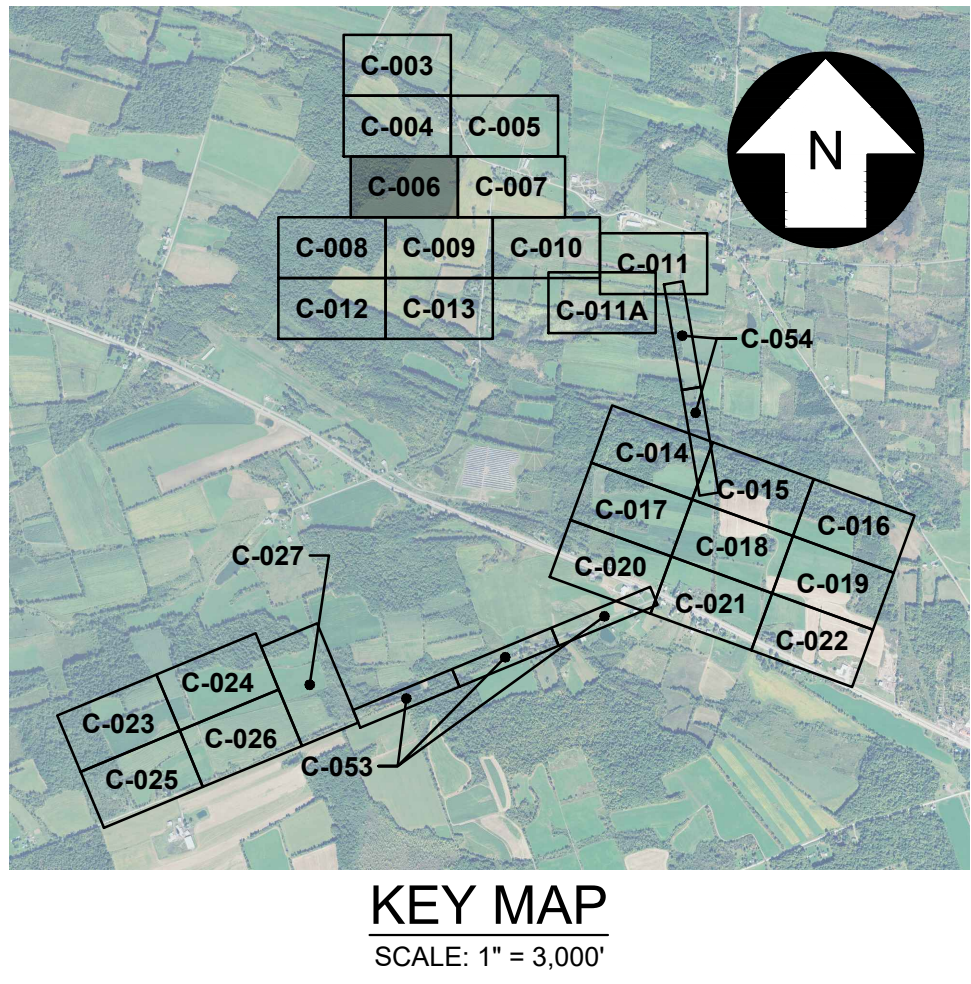 C-003
C-004
C-005
N
C-006
C-007
C-008
C-009
C-010
C-011
C-012
C-013
C-011A
C-054
C-014
C-015
C-016
C-017
C-018
C-019
C-020
C-021
C-022
C-027
C-024
C-023
C-026
C-025
C-053
KEY MAP
SCALE: 1" = 3,000'